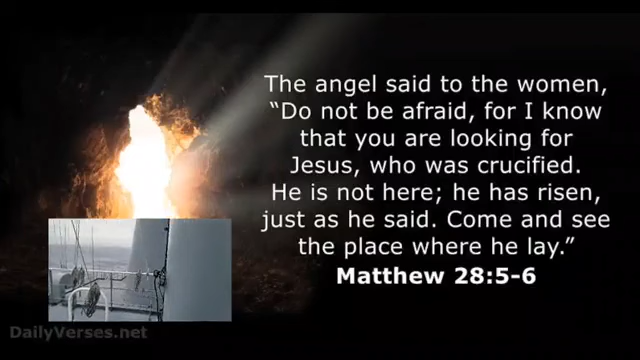 The angel said to the women,
“Do not be afraid, for I know
that you are looking for
Jesus, who was crucified.
He is not here; he has risen,
just as he said. Come and see
the place where he lay.”
Matthew 28:5-6
DailyVerses.net